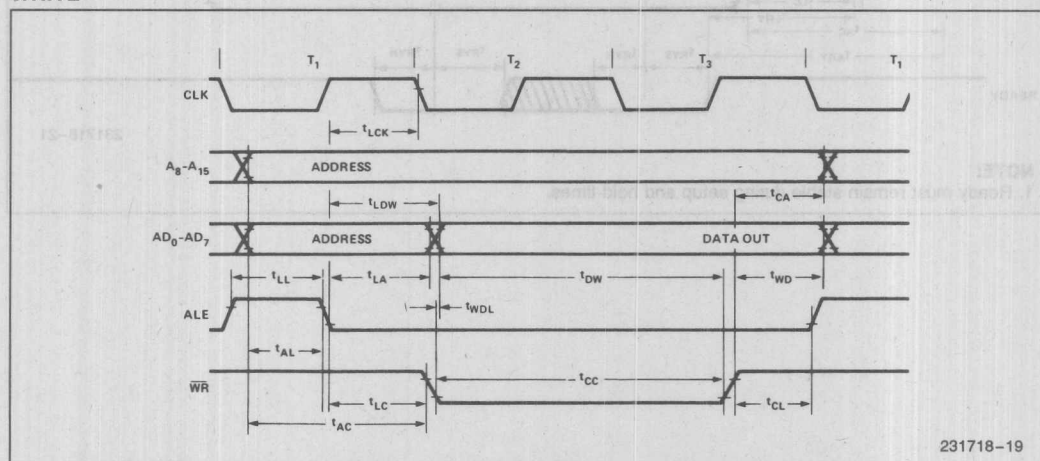 T1 T2 T3 T1
CLK
tLCK
A8-A15 ADDRESS
tLDW tCA
AD0-AD7 ADDRESS DATA OUT
tLL tLA tDW tWD
tWDL
ALE
tAL
tCC
WR
tLC tCL
tAC
231718-19
NOTE:
1. Ready must remain stable during setup and hold times.
READY
231718-21